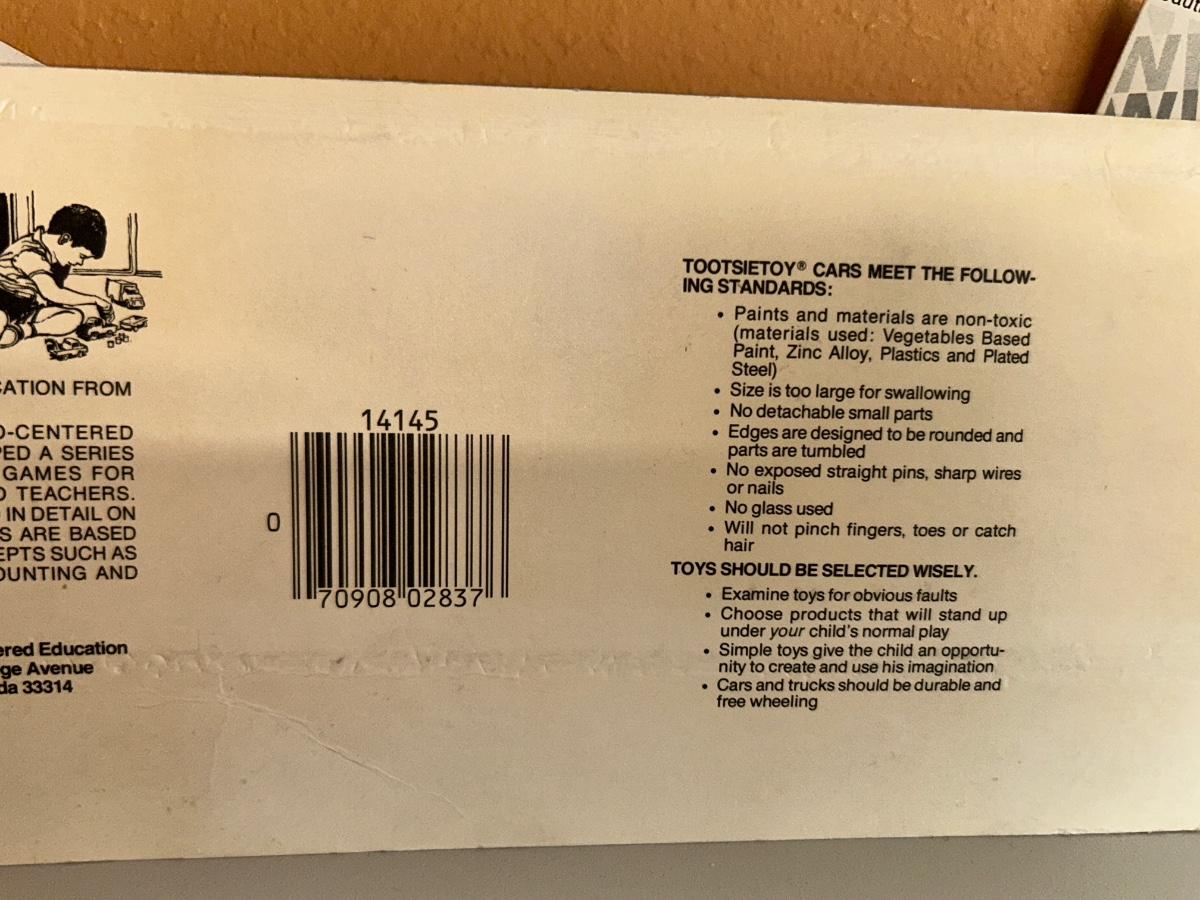 CATION FROM
D-CENTERED
PED A SERIES
GAMES FOR
D TEACHERS.
IN DETAIL ON
S ARE BASED
EPTS SUCH AS
OUNTING AND
ered Education
ge Avenue
da 33314
14145
0
70908 02837
TOOTSIETOY® CARS MEET THE FOLLOW-
ING STANDARDS:
• Paints and materials are non-toxic
(materials used: Vegetables Based
Paint, Zinc Alloy, Plastics and Plated
Steel)
• Size is too large for swallowing
• No detachable small parts
• Edges are designed to be rounded and
parts are tumbled
• No exposed straight pins, sharp wires
or nails
• No glass used
• Will not pinch fingers, toes or catch
hair
TOYS SHOULD BE SELECTED WISELY.
• Examine toys for obvious faults
• Choose products that will stand up
under your child's normal play
• Simple toys give the child an opportu-
nity to create and use his imagination
• Cars and trucks should be durable and
free wheeling